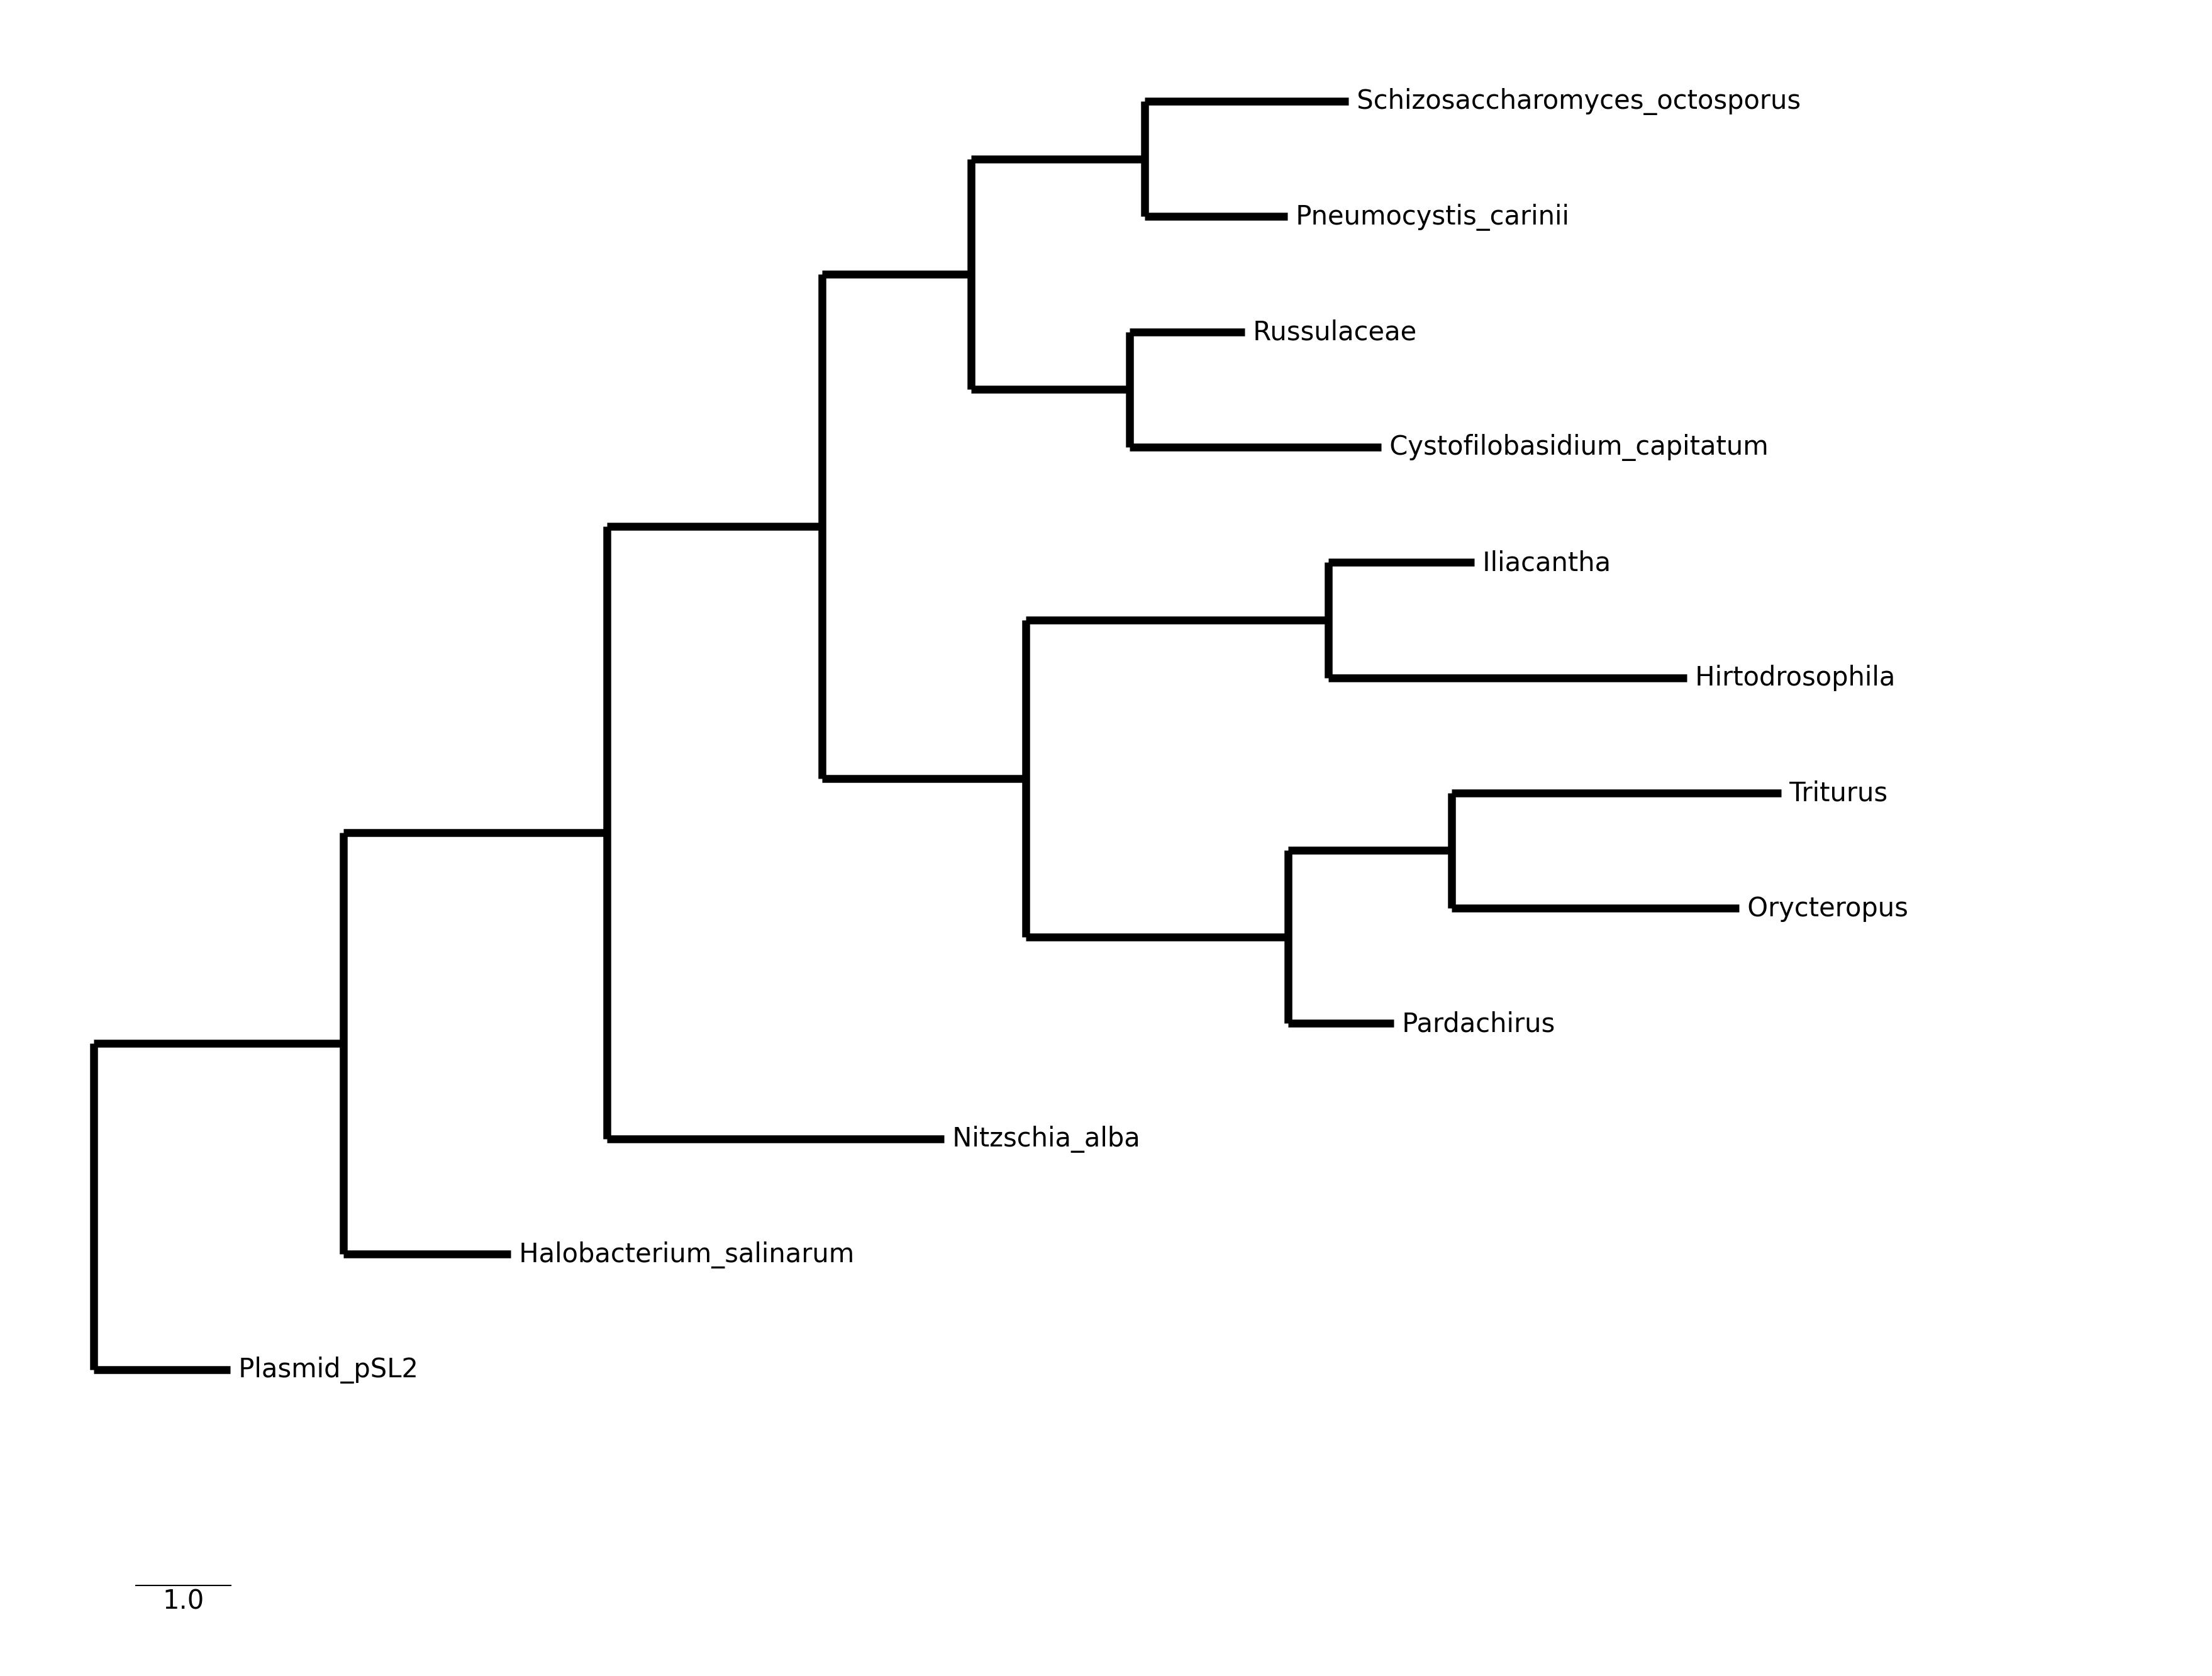 Schizosaccharomyces_octosporus
Pneumocystis_carinii
Russulaceae
Cystofilobasidium_capitatum
Iliacantha
Hirtodrosophila
Triturus
Orycteropus
Pardachirus
Nitzschia_alba
Halobacterium_salinarum
Plasmid_pSL2
1.0